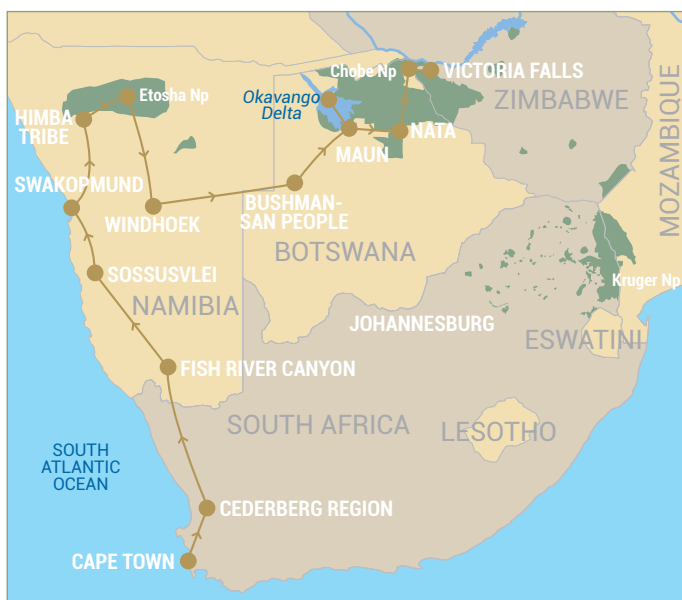 Chobe Np
VICTORIA FALLS
Etosha Np
Okavango
Delta
ZIMBABWE
MOZAMBIQUE
HIMBA
TRIBE
NATA
MAUN
SWAKOPMUND
BUSHMAN-
SAN PEOPLE
WINDHOEK
BOTSWANA
SOSSUSVLEI
Kruger Np
NAMIBIA
JOHANNESBURG
ESWATINI
FISH RIVER CANYON
SOUTH AFRICA
LESOTHO
SOUTH
ATLANTIC
OCEAN
CEDERBERG REGION
CAPE TOWN